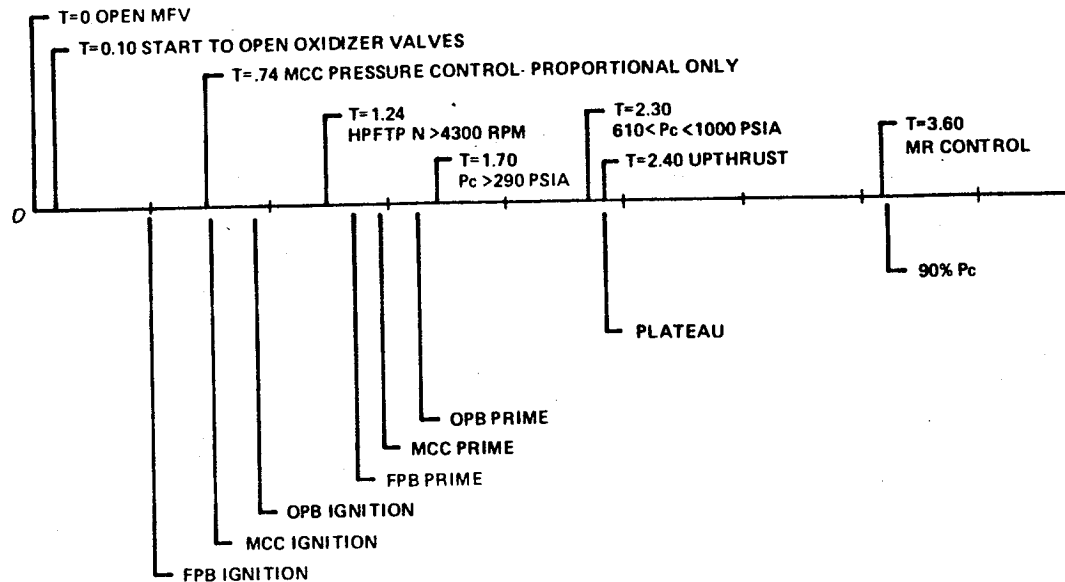 T=0 OPEN MFV
T=0.10 START TO OPEN OXIDIZER VALVES
T=.74 MCC PRESSURE CONTROL- PROPORTIONAL ONLY
T=1.24
HPFTP N >4300 RPM
T=1.70
Pc >290 PSIA
T=2.30
610< Pc <1000 PSIA
T=2.40 UPTHRUST
T=3.60
MR CONTROL
0
90% Pc
PLATEAU
OPB PRIME
MCC PRIME
FPB PRIME
OPB IGNITION
MCC IGNITION
FPB IGNITION